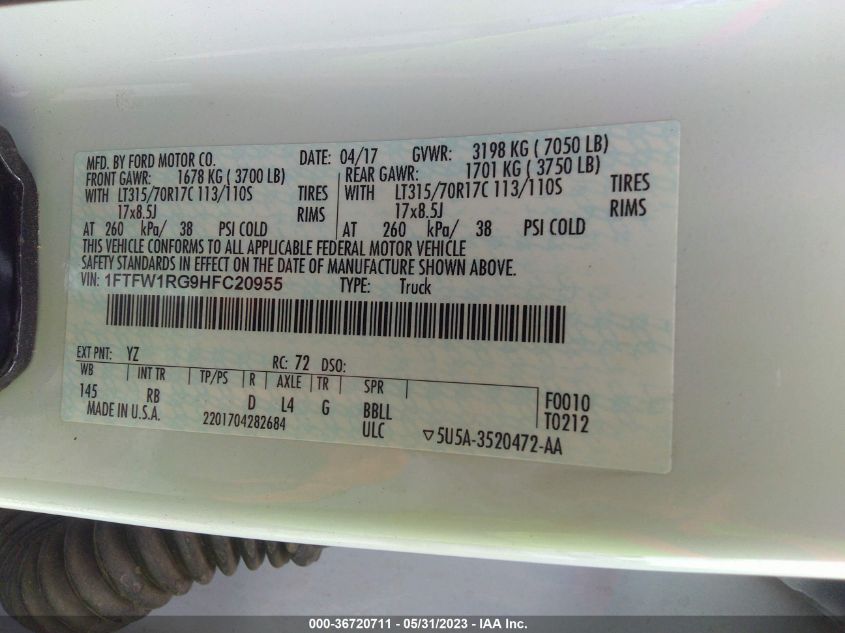 MFD. BY FORD MOTOR CO. DATE: 04/17 GVWR: 3198 KG ( 7050 LB)
FRONT GAWR: 1678 KG ( 3700 LB) REAR GAWR: 1701 KG ( 3750 LB)
WITH LT315/70R17C 113/110S TIRES WITH LT315/70R17C 113/110S TIRES
17x8.5J RIMS 17x8.5J RIMS
AT 260 kPa/ 38 PSI COLD AT 260 kPa/ 38 PSI COLD
THIS VEHICLE CONFORMS TO ALL APPLICABLE FEDERAL MOTOR VEHICLE
SAFETY STANDARDS IN EFFECT ON THE DATE OF MANUFACTURE SHOWN ABOVE.
VIN: 1FTFW1RG9HFC20955 TYPE: Truck
EXT PNT: YZ RC: 72 DSO:
WB INT TR TP/PS R AXLE TR SPR
145 RB D L4 G BBLL F0010
MADE IN U.S.A. 2201704282684 ULC T0212
▽5U5A-3520472-AA
000-36720711 - 05/31/2023 - IAA Inc.